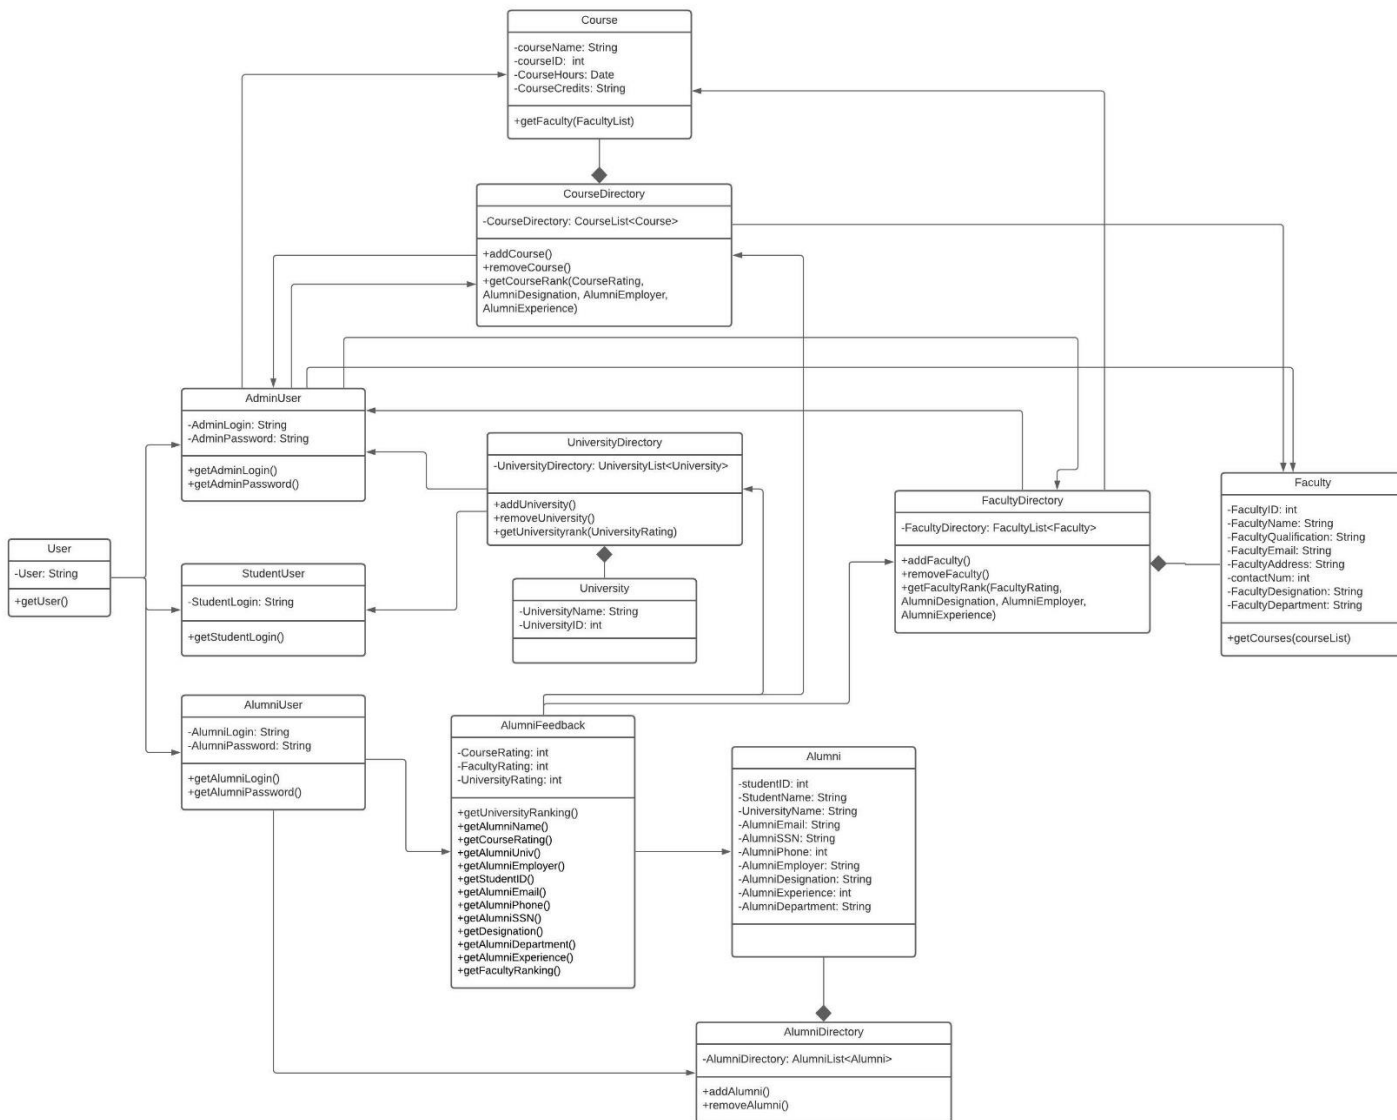 Course
-courseName: String
-courseID:  int
-CourseHours: Date
-CourseCredits: String
+getFaculty(FacultyList)
CourseDirectory
-CourseDirectory: CourseList<Course>
+addCourse()
+removeCourse()
+getCourseRank(CourseRating,
AlumniDesignation, AlumniEmployer,
AlumniExperience)
AdminUser
-AdminLogin: String
-AdminPassword: String
+getAdminLogin()
+getAdminPassword()
UniversityDirectory
-UniversityDirectory: UniversityList<University>
+addUniversity()
+removeUniversity()
+getUniversityrank(UniversityRating)
FacultyDirectory
-FacultyDirectory: FacultyList<Faculty>
+addFaculty()
+removeFaculty()
+getFacultyRank(FacultyRating,
AlumniDesignation, AlumniEmployer,
AlumniExperience)
Faculty
-FacultyID: int
-FacultyName: String
-FacultyQualification: String
-FacultyEmail: String
-FacultyAddress: String
-contactNum: int
-FacultyDesignation: String
-FacultyDepartment: String
+getCourses(courseList)
User
-User: String
+getUser()
StudentUser
-StudentLogin: String
+getStudentLogin()
University
-UniversityName: String
-UniversityID: int
AlumniUser
-AlumniLogin: String
-AlumniPassword: String
+getAlumniLogin()
+getAlumniPassword()
AlumniFeedback
-CourseRating: int
-FacultyRating: int
-UniversityRating: int
+getUniversityRanking()
+getAlumniName()
+getCourseRating()
+getAlumniUniv()
+getAlumniEmployer()
+getStudentID()
+getAlumniEmail()
+getAlumniPhone()
+getAlumniSSN()
+getDesignation()
+getAlumniDepartment()
+getAlumniExperience()
+getFacultyRanking()
Alumni
-studentID: int
-StudentName: String
-UniversityName: String
-AlumniEmail: String
-AlumniSSN: String
-AlumniPhone: int
-AlumniEmployer: String
-AlumniDesignation: String
-AlumniExperience: int
-AlumniDepartment: String
AlumniDirectory
-AlumniDirectory: AlumniList<Alumni>
+addAlumni()
+removeAlumni()